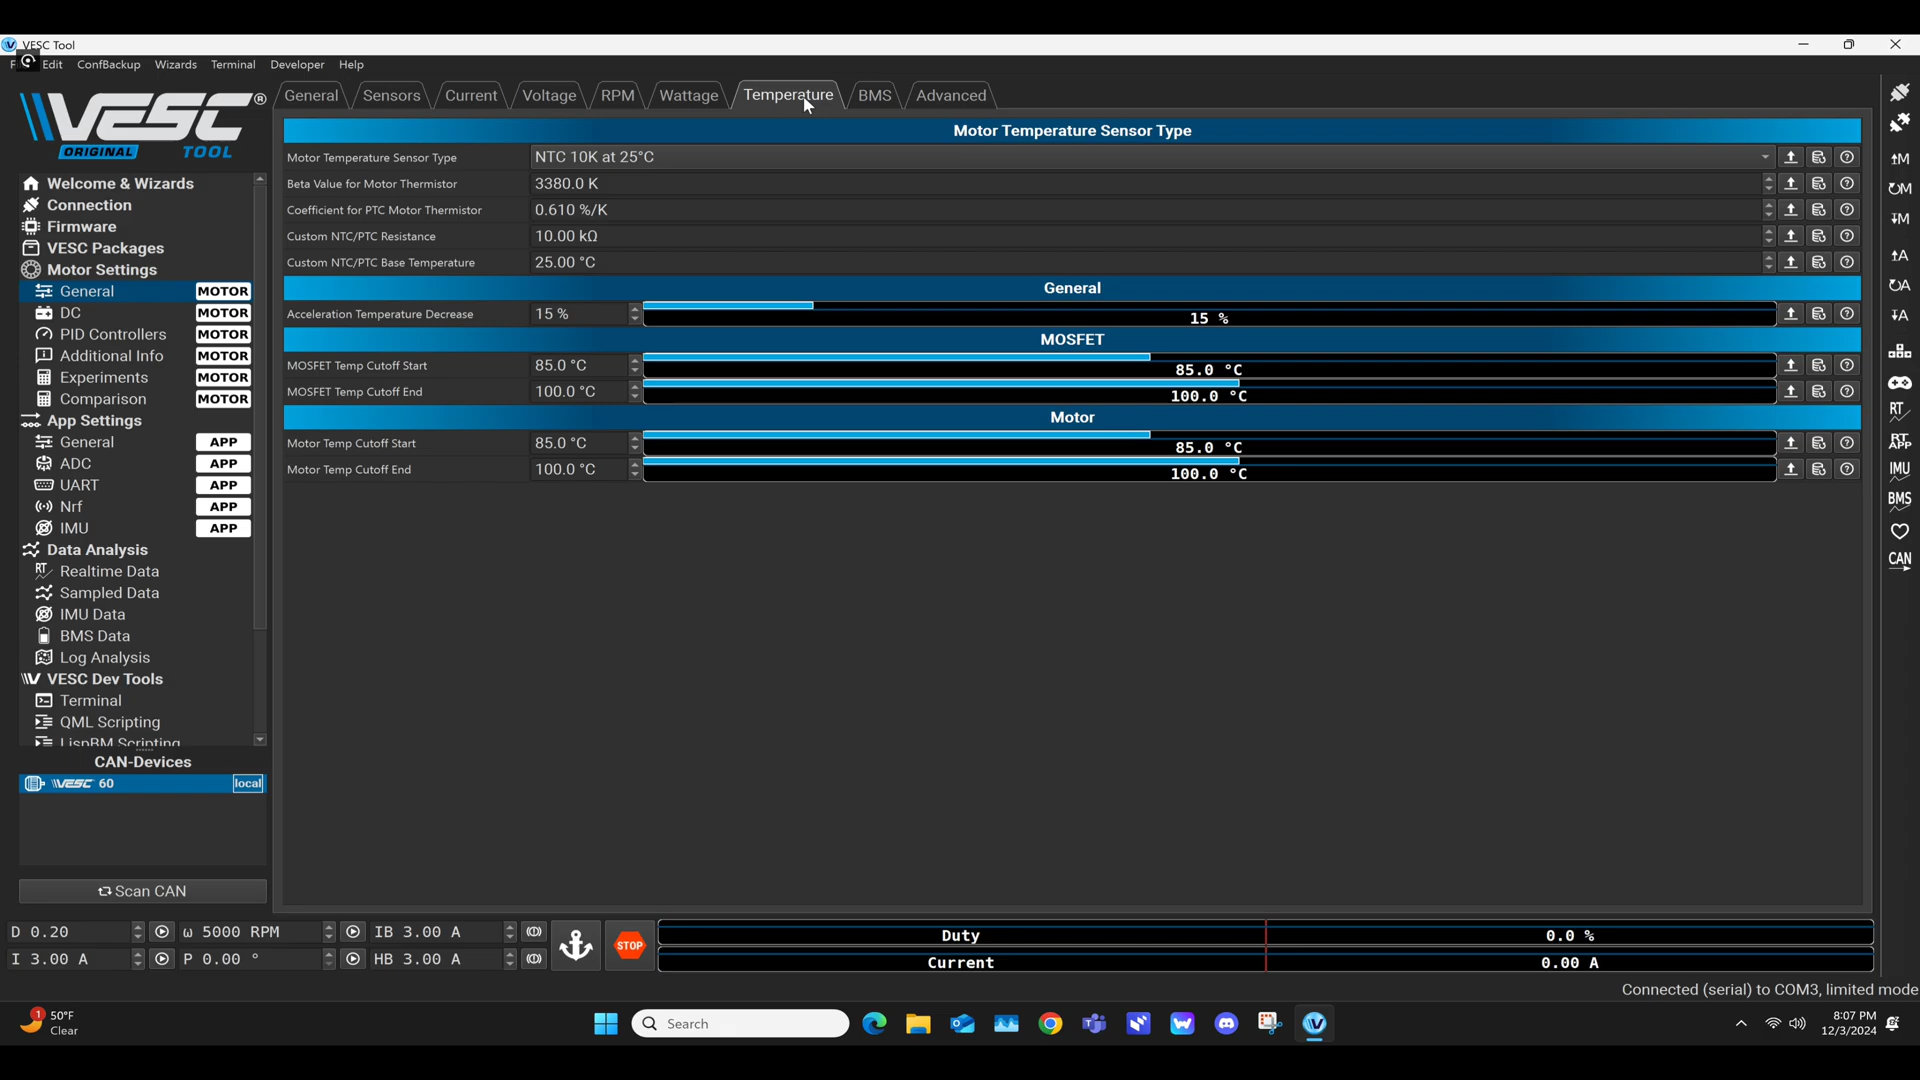 VESC Tool
Edit ConfBackup Wizards Terminal Developer Help
VESC®
ORIGINAL TOOL
General Sensors Current Voltage RPM Wattage Temperature BMS Advanced
Motor Temperature Sensor Type
Motor Temperature Sensor Type NTC 10K at 25°C
Beta Value for Motor Thermistor 3380.0 K
Coefficient for PTC Motor Thermistor 0.610 %/K
Custom NTC/PTC Resistance 10.00 kΩ
Custom NTC/PTC Base Temperature 25.00 °C
General
Acceleration Temperature Decrease 15 % 15 %
MOSFET
MOSFET Temp Cutoff Start 85.0 °C 85.0 °C
MOSFET Temp Cutoff End 100.0 °C 100.0 °C
Motor
Motor Temp Cutoff Start 85.0 °C 85.0 °C
Motor Temp Cutoff End 100.0 °C 100.0 °C
Welcome & Wizards
Connection
Firmware
VESC Packages
Motor Settings
General MOTOR
DC MOTOR
PID Controllers MOTOR
Additional Info MOTOR
Experiments MOTOR
Comparison MOTOR
App Settings
General APP
ADC APP
UART APP
Nrf APP
IMU APP
Data Analysis
RT Realtime Data
Sampled Data
IMU Data
BMS Data
Log Analysis
VESC Dev Tools
Terminal
QML Scripting
LispBM Scripting
CAN-Devices
VESC 60 local
Scan CAN
M
M
M
A
A
A
RT
RT
APP
IMU
BMS
CAN
D 0.20 ω 5000 RPM IB 3.00 A
I 3.00 A P 0.00 ° HB 3.00 A
STOP
Duty 0.0 %
Current 0.00 A
Connected (serial) to COM3, limited mode
1
50°F
Clear
Search
8:07 PM
12/3/2024